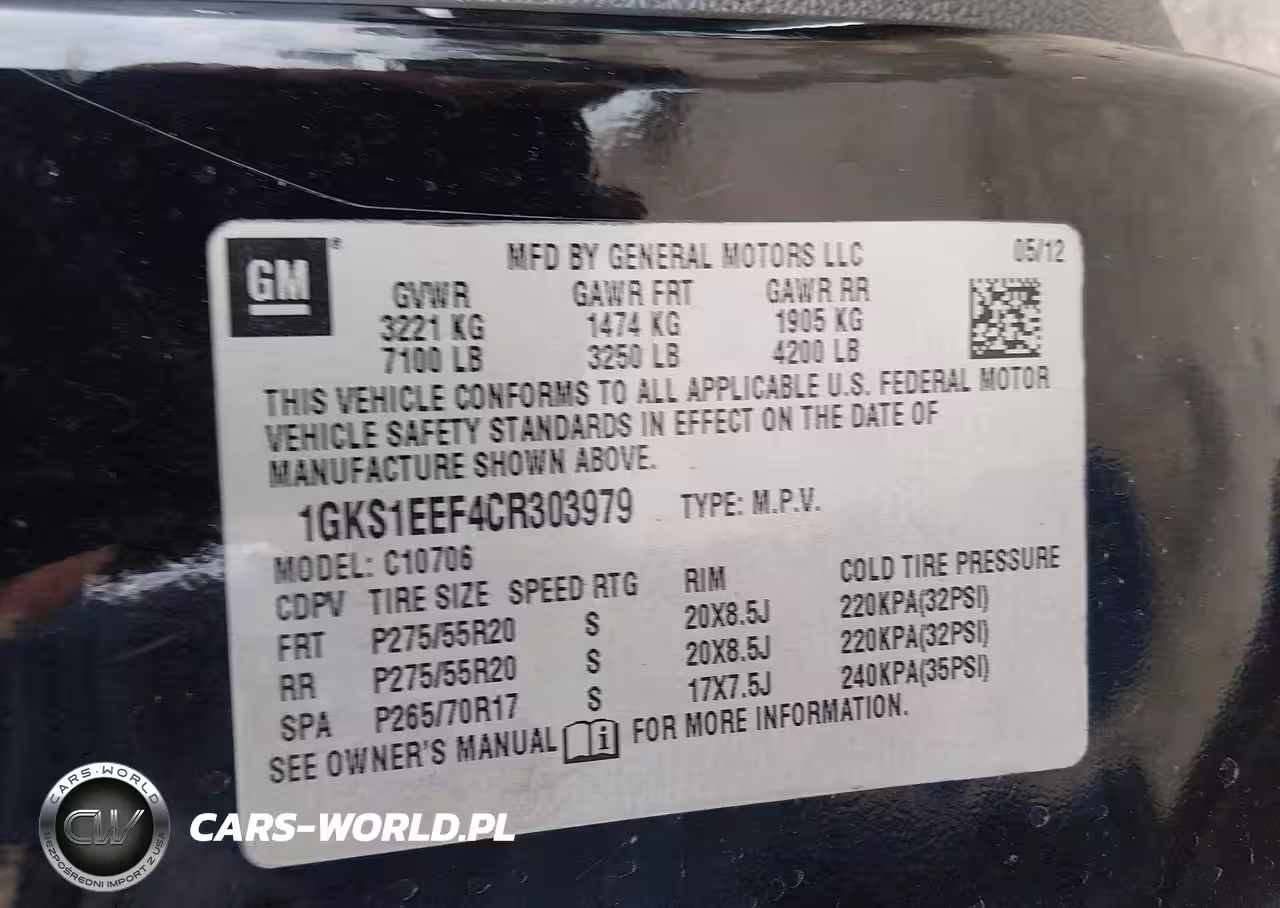 GM®
MFD BY GENERAL MOTORS LLC 05/12
GVWR GAWR FRT GAWR RR
3221 KG 1474 KG 1905 KG
7100 LB 3250 LB 4200 LB
THIS VEHICLE CONFORMS TO ALL APPLICABLE U.S. FEDERAL MOTOR
VEHICLE SAFETY STANDARDS IN EFFECT ON THE DATE OF
MANUFACTURE SHOWN ABOVE.
1GKS1EEF4CR303979 TYPE: M.P.V.
MODEL: C10706
CDPV TIRE SIZE SPEED RTG RIM COLD TIRE PRESSURE
FRT P275/55R20 S 20X8.5J 220KPA(32PSI)
RR P275/55R20 S 20X8.5J 220KPA(32PSI)
SPA P265/70R17 S 17X7.5J 240KPA(35PSI)
SEE OWNER'S MANUAL i FOR MORE INFORMATION.
CARS-WORLD
CW
BEZPOŚREDNI IMPORT Z USA
CARS-WORLD.PL